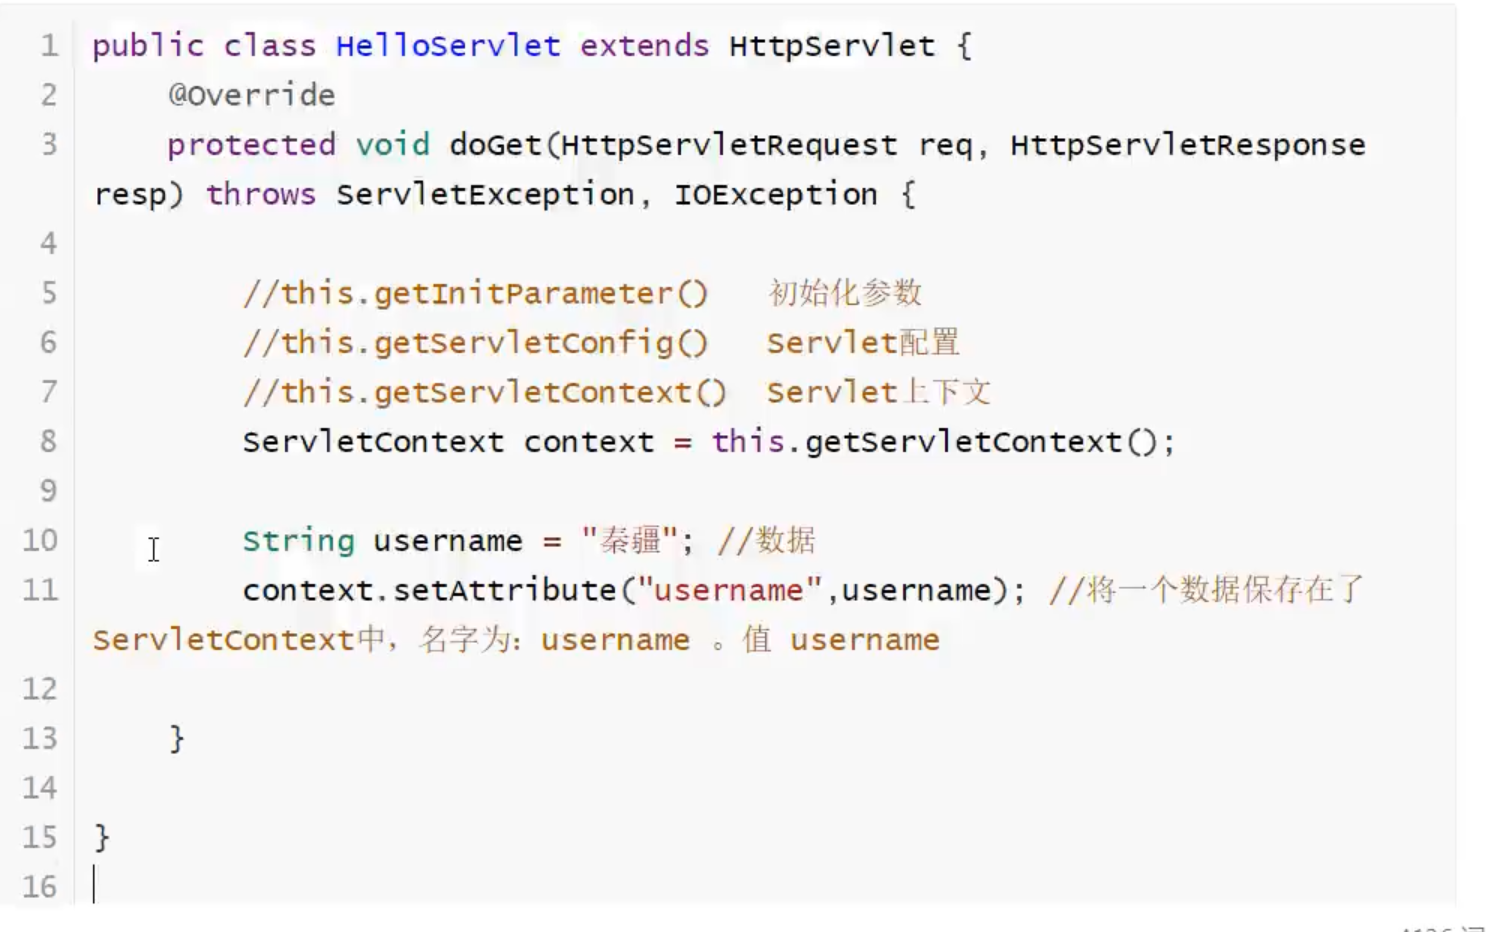 1 public class HelloServlet extends HttpServlet {
2 @Override
3 protected void doGet(HttpServletRequest req, HttpServletResponse
resp) throws ServletException, IOException {
4
5 //this.getInitParameter()   初始化参数
6 //this.getServletConfig()   Servlet配置
7 //this.getServletContext()  Servlet上下文
8 ServletContext context = this.getServletContext();
9
10 String username = "秦疆"; //数据
11 context.setAttribute("username",username); //将一个数据保存在了
ServletContext中，名字为：username 。值 username
12
13 }
14
15 }
16